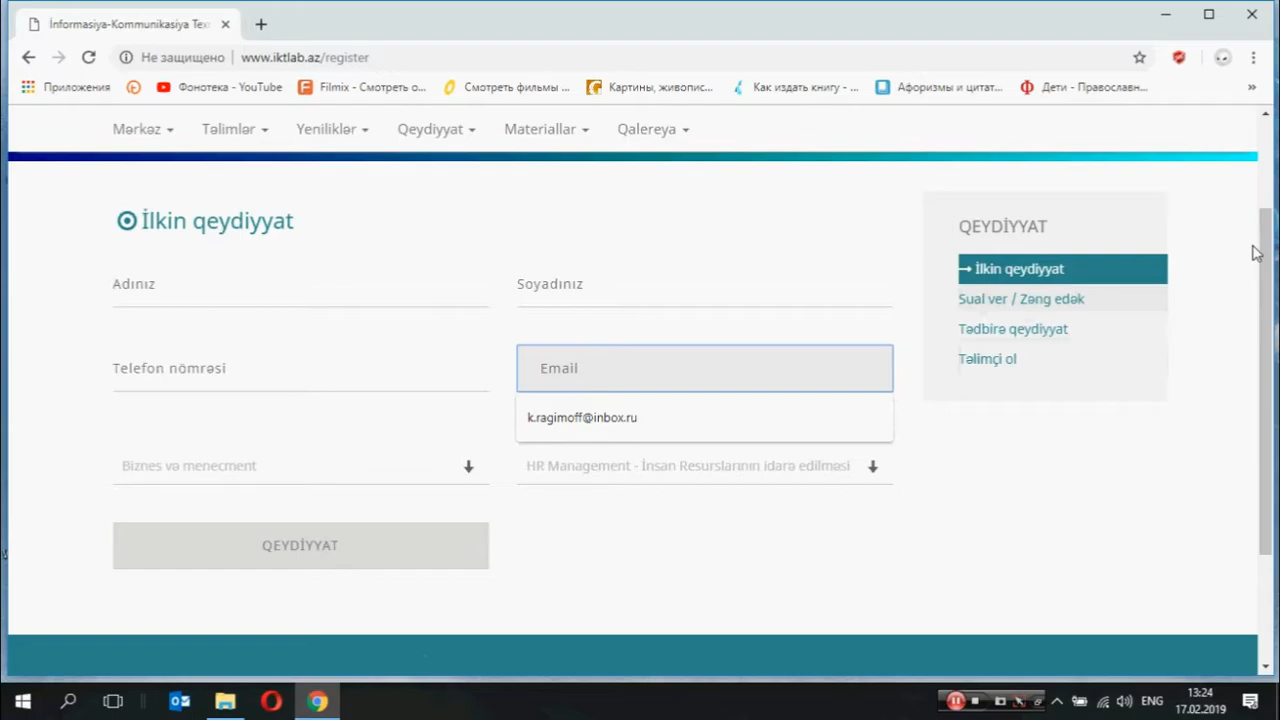 İnformasiya-Kommunikasiya Tex
Не защищено www.iktlab.az/register
Приложения Фонотека - YouTube Filmix - Смотреть о... Смотреть фильмы ... Картины, живопис... Как издать книгу - ... Афоризмы и цитат... Дети - Православн... »
Mərkəz Təlimlər Yeniliklər Qeydiyyat Materiallar Qalereya
İlkin qeydiyyat
Adınız Soyadınız
Telefon nömrəsi Email
k.ragimoff@inbox.ru
Biznes və menecment HR Management - İnsan Resurslarının idarə edilməsi
QEYDİYYAT
QEYDİYYAT
→ İlkin qeydiyyat
Sual ver / Zəng edək
Tədbirə qeydiyyat
Təlimçi ol
ENG 13:24
17.02.2019